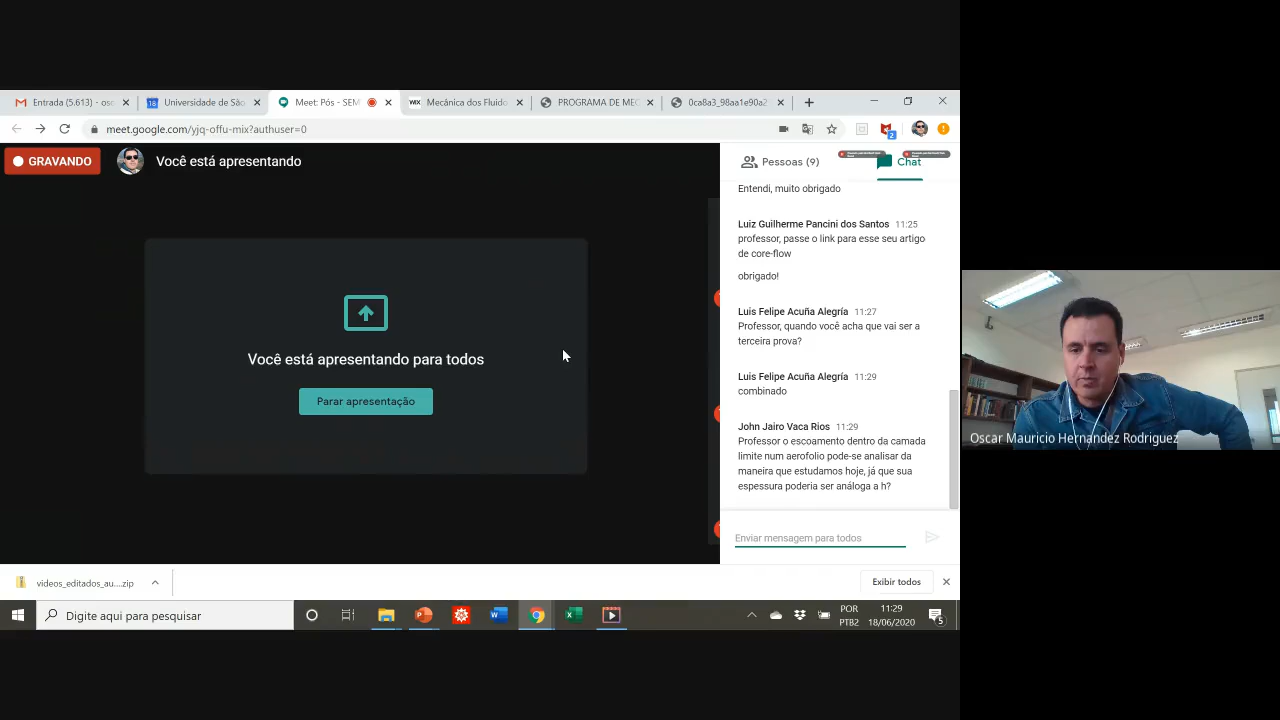 Entrada (5.613) - os
Universidade de São
Meet: Pós - SEM
WIX
Mecânica dos Fluido
PROGRAMA DE MEC
0ca8a3_98aa1e90a2
meet.google.com/yjq-offu-mix?authuser=0
2
GRAVANDO
Você está apresentando
Pessoas (9)
Chat
Entendi, muito obrigado
Luiz Guilherme Pancini dos Santos 11:25
professor, passe o link para esse seu artigo
de core-flow
obrigado!
Luis Felipe Acuña Alegría 11:27
Professor, quando você acha que vai ser a
terceira prova?
Luis Felipe Acuña Alegría 11:29
combinado
John Jairo Vaca Rios 11:29
Professor o escoamento dentro da camada
limite num aerofolio pode-se analisar da
maneira que estudamos hoje, já que sua
espessura poderia ser análoga a h?
Você está apresentando para todos
Parar apresentação
Enviar mensagem para todos
Oscar Mauricio Hernandez Rodriguez
videos_editados_au....zip
Exibir todos
Digite aqui para pesquisar
POR
PTB2
11:29
18/06/2020
5